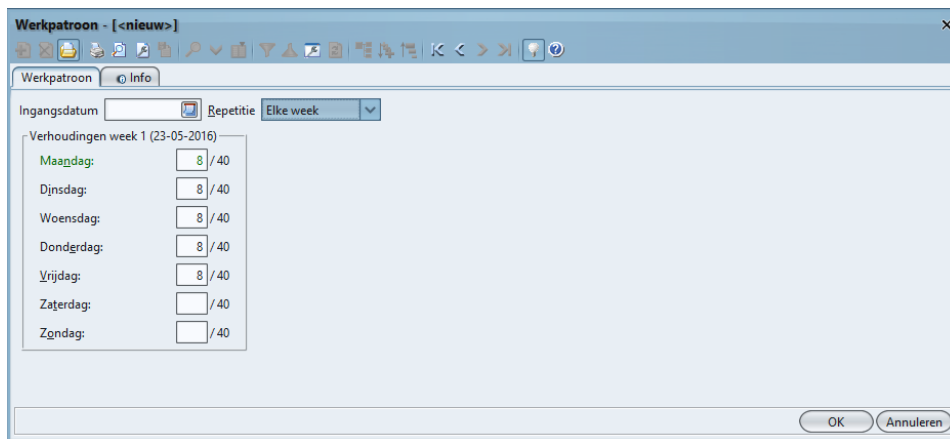 Werkpatroon - [<nieuw>]
Werkpatroon Info
Ingangsdatum Repetitie Elke week
Verhoudingen week 1 (23-05-2016)
Maandag: 8 / 40
Dinsdag: 8 / 40
Woensdag: 8 / 40
Donderdag: 8 / 40
Vrijdag: 8 / 40
Zaterdag: / 40
Zondag: / 40
OK Annuleren